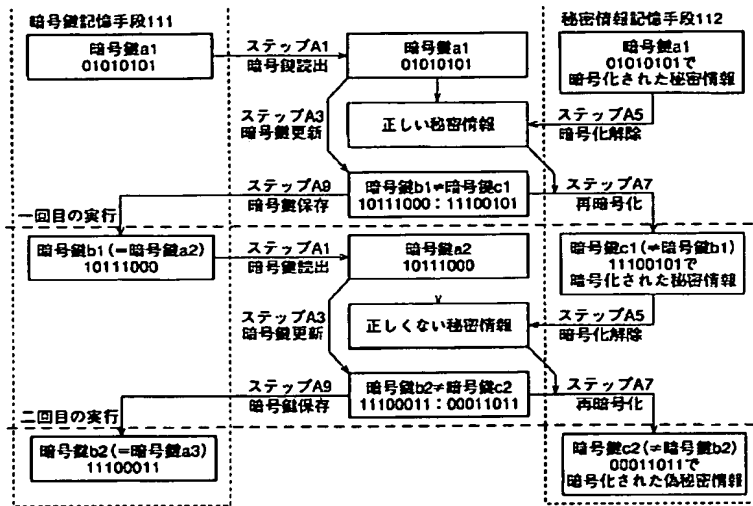 暗号鍵記憶手段111
秘密情報記憶手段112
暗号鍵a1
01010101
ステップA1
暗号鍵読出
暗号鍵a1
01010101
暗号鍵a1
01010101で
暗号化された秘密情報
ステップA3
暗号鍵更新
正しい秘密情報
ステップA5
暗号化解除
ステップA9
暗号鍵保存
暗号鍵b1≠暗号鍵c1
10111000：11100101
ステップA7
再暗号化
一回目の実行
暗号鍵b1(=暗号鍵a2)
10111000
ステップA1
暗号鍵読出
暗号鍵a2
10111000
暗号鍵c1(≠暗号鍵b1)
11100101で
暗号化された秘密情報
ステップA3
暗号鍵更新
正しくない秘密情報
ステップA5
暗号化解除
ステップA9
暗号鍵保存
暗号鍵b2≠暗号鍵c2
11100011：00011011
ステップA7
再暗号化
二回目の実行
暗号鍵b2(=暗号鍵a3)
11100011
暗号鍵c2(≠暗号鍵b2)
00011011で
暗号化された偽秘密情報